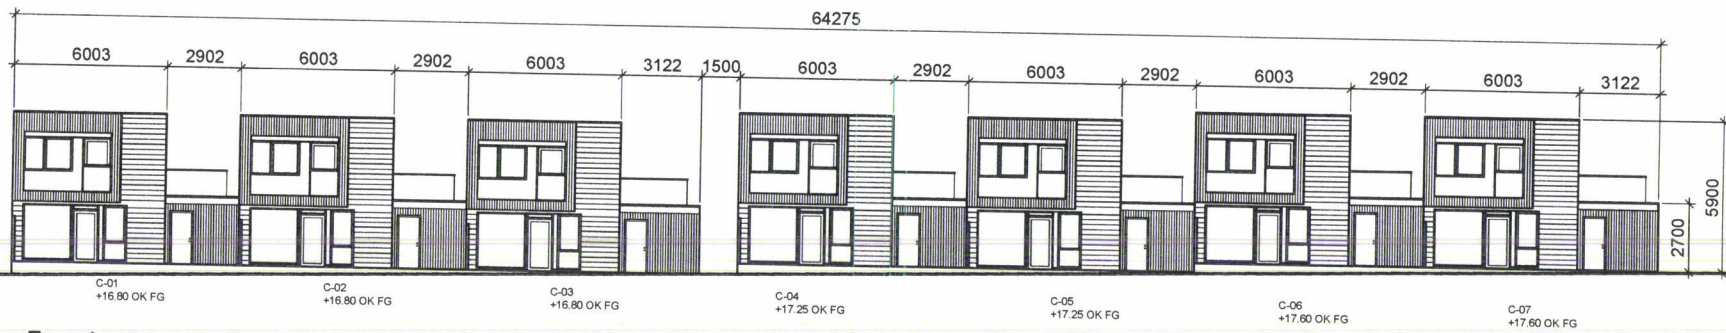 64275
6003 2902 6003 2902 6003 3122 1500 6003 2902 6003 2902 6003 2902 6003 3122
5900
2700
C-01
+16.80 OK FG
C-02
+16.80 OK FG
C-03
+16.80 OK FG
C-04
+17.25 OK FG
C-05
+17.25 OK FG
C-06
+17.60 OK FG
C-07
+17.60 OK FG